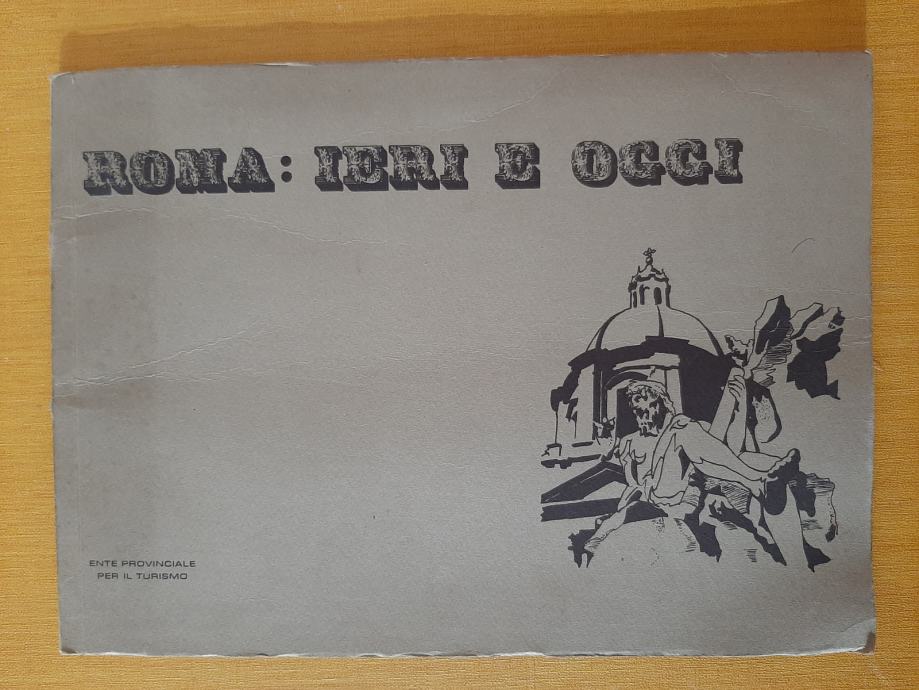 ROMA: IERI E OGGI
ENTE PROVINCIALE
PER IL TURISMO